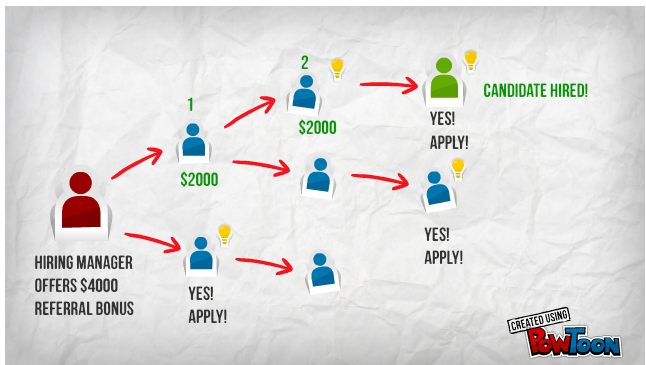 2
1
CANDIDATE HIRED!
YES!
APPLY!
$2000
$2000
YES!
APPLY!
HIRING MANAGER
OFFERS $4000
REFERRAL BONUS
YES!
APPLY!
CREATED USING
POWTOON